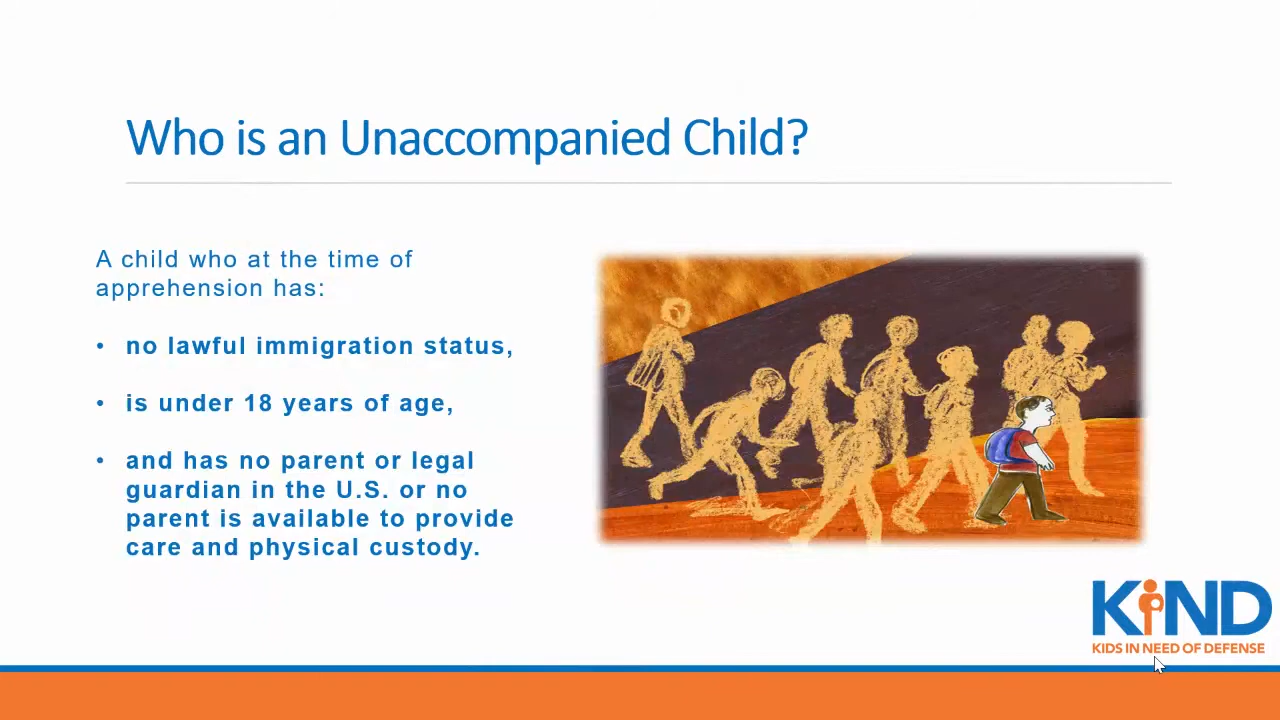 Who is an Unaccompanied Child?
A child who at the time of
apprehension has:
• no lawful immigration status,
• is under 18 years of age,
• and has no parent or legal
guardian in the U.S. or no
parent is available to provide
care and physical custody.
KiND
KIDS IN NEED OF DEFENSE